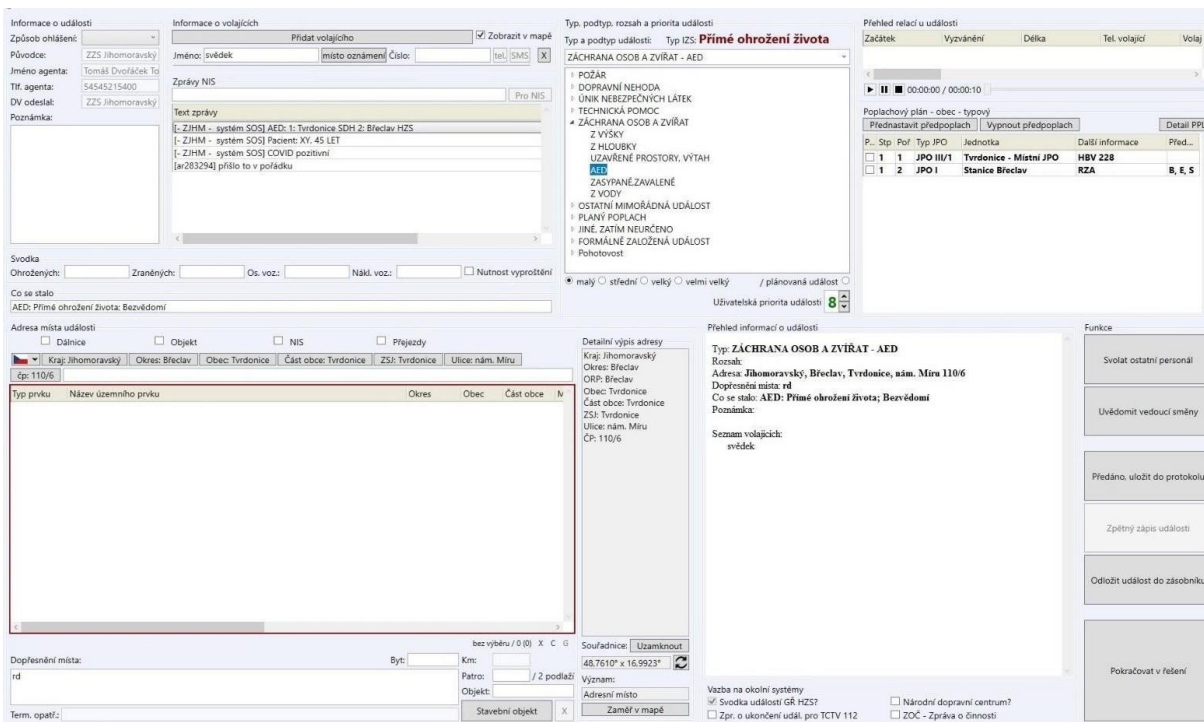 Informace o události
Způsob ohlášení:
Původce: ZZS Jihomoravský
Jméno agenta: Tomáš Dvořáček To
Tlf. agenta: 54545215400
DV odeslal: ZZS Jihomoravský
Poznámka:
Informace o volajících
Přidat volajícího Zobrazit v mapě
Jméno: svědek místo oznámení Číslo: tel. SMS X
Zprávy NIS
Pro NIS
Text zprávy
[- ZJHM - systém SOS] AED: 1: Tvrdonice SDH 2: Břeclav HZS
[- ZJHM - systém SOS] Pacient: XY, 45 LET
[- ZJHM - systém SOS] COVID pozitivní
[ar283294] přišlo to v pořádku
Svodka
Ohrožených: Zraněných: Os. voz.: Nákl. voz.: Nutnost vyproštění
Co se stalo
AED: Přímé ohrožení života; Bezvědomí
Typ, podtyp, rozsah a priorita události
Typ a podtyp události: Typ IZS: Přímé ohrožení života
ZÁCHRANA OSOB A ZVÍŘAT - AED
POŽÁR
DOPRAVNÍ NEHODA
ÚNIK NEBEZPEČNÝCH LÁTEK
TECHNICKÁ POMOC
ZÁCHRANA OSOB A ZVÍŘAT
Z VÝŠKY
Z HLOUBKY
UZAVŘENÉ PROSTORY, VÝTAH
AED
ZASYPANÉ,ZAVALENÉ
Z VODY
OSTATNÍ MIMOŘÁDNÁ UDÁLOST
PLANÝ POPLACH
JINÉ, ZATÍM NEURČENO
FORMÁLNĚ ZALOŽENÁ UDÁLOST
Pohotovost
malý střední velký velmi velký / plánovaná událost
Uživatelská priorita události 8
Přehled relací u události
Začátek Vyzvánění Délka Tel. volající Volaj
00:00:00 / 00:00:10
Poplachový plán - obec - typový
Přednastavit předpoplach Vypnout předpoplach Detail PPL
P... Stp Poř Typ JPO Jednotka Další informace Před...
1 1 JPO III/1 Tvrdonice - Místní JPO HBV 228
1 2 JPO I Stanice Břeclav RZA B, E, S
Adresa místa události
Dálnice Objekt NIS Přejezdy
Kraj: Jihomoravský Okres: Břeclav Obec: Tvrdonice Část obce: Tvrdonice ZSJ: Tvrdonice Ulice: nám. Míru
čp: 110/6
Typ prvku Název územního prvku Okres Obec Část obce
bez výběru / 0 (0) X C G
Dopřesnění místa: Byt: Km:
rd
Patro: / 2 podlaží
Objekt:
Term. opatř.: Stavební objekt X
Detailní výpis adresy
Kraj: Jihomoravský
Okres: Břeclav
ORP: Břeclav
Obec: Tvrdonice
Část obce: Tvrdonice
ZSJ: Tvrdonice
Ulice: nám. Míru
ČP: 110/6
Souřadnice: Uzamknout
48.7610° x 16.9923°
Význam:
Adresní místo
Zaměř v mapě
Přehled informací o události
Typ: ZÁCHRANA OSOB A ZVÍŘAT - AED
Rozsah:
Adresa: Jihomoravský, Břeclav, Tvrdonice, nám. Míru 110/6
Dopřesnění místa: rd
Co se stalo: AED: Přímé ohrožení života; Bezvědomí
Poznámka:
Seznam volajících:
svědek
Vazba na okolní systémy
Svodka událostí GŘ HZS? Národní dopravní centrum?
Zpr. o ukončení udál. pro TCTV 112 ZOČ - Zpráva o činnosti
Funkce
Svolat ostatní personál
Uvědomit vedoucí směny
Předáno, uložit do protokolu
Zpětný zápis události
Odložit událost do zásobníku
Pokračovat v řešení